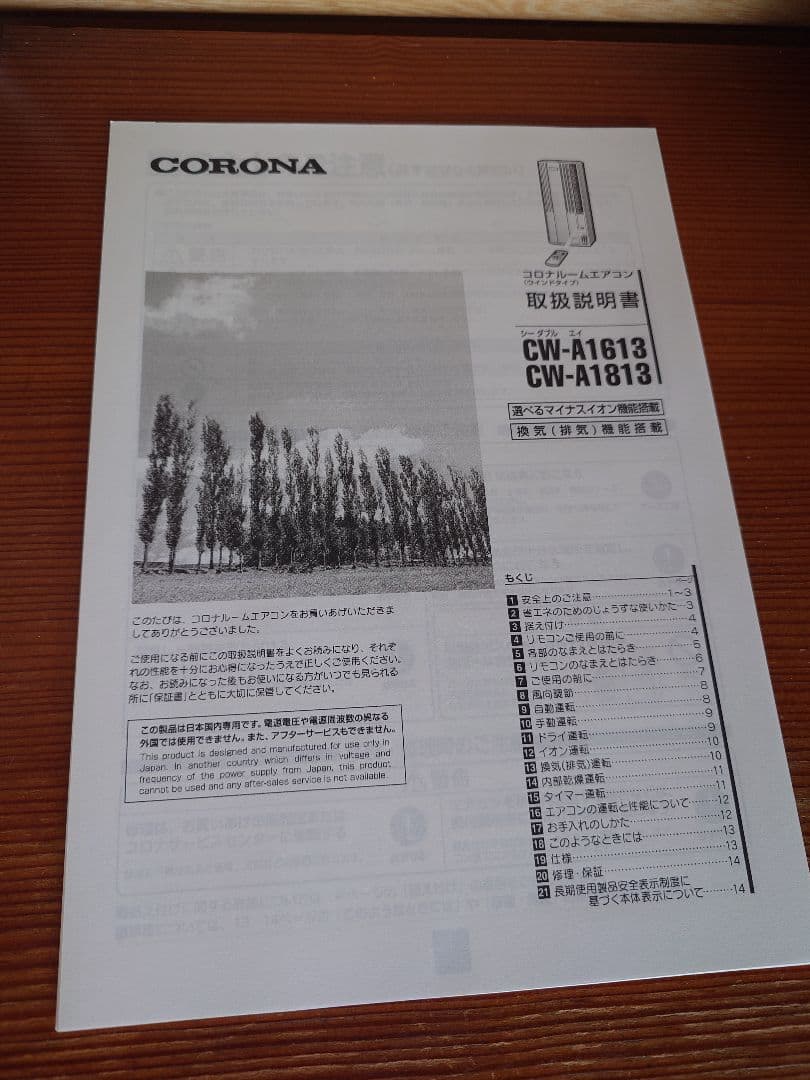 CORONA
コロナルームエアコン
(ウインドタイプ)
取扱説明書
シー ダブル エイ
CW-A1613
CW-A1813
選べるマイナスイオン機能搭載
換気(排気)機能搭載
このたびは、コロナルームエアコンをお買いあげいただきま
してありがとうございました。
ご使用になる前にこの取扱説明書をよくお読みになり、それぞ
れの性能を十分にお心得になったうえで正しくご使用ください。
なお、お読みになった後もお使いになる方がいつでも見られる
所に「保証書」とともに大切に保管してください。
この製品は日本国内専用です。電源電圧や電源周波数の異なる
外国では使用できません。また、アフターサービスもできません。
This product is designed and manufactured for use only in
Japan. In another country which differs in voltage and
frequency of the power supply from Japan, this product
cannot be used and any after-sales service is not available.
もくじ
ページ
1 安全上のご注意 1~3
2 省エネのためのじょうずな使いかた 3
3 据え付け 4
4 リモコンご使用の前に 4
5 各部のなまえとはたらき 5
6 リモコンのなまえとはたらき 6
7 ご使用の前に 7
8 風向調節 8
9 自動運転 8
10 手動運転 9
11 ドライ運転 9
12 イオン運転 10
13 換気(排気)運転 10
14 内部乾燥運転 11
15 タイマー運転 11
16 エアコンの運転と性能について 12
17 お手入れのしかた 12
18 このようなときには 13
19 仕様 13
20 修理・保証 14
21 長期使用製品安全表示制度に
基づく本体表示について 14